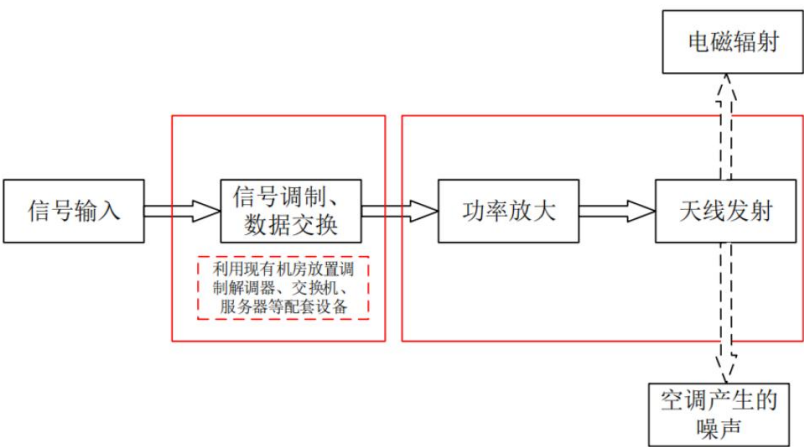 电磁辐射
信号输入
信号调制、
数据交换
功率放大
天线发射
利用现有机房放置调
制解调器、交换机、
服务器等配套设备
空调产生的
噪声